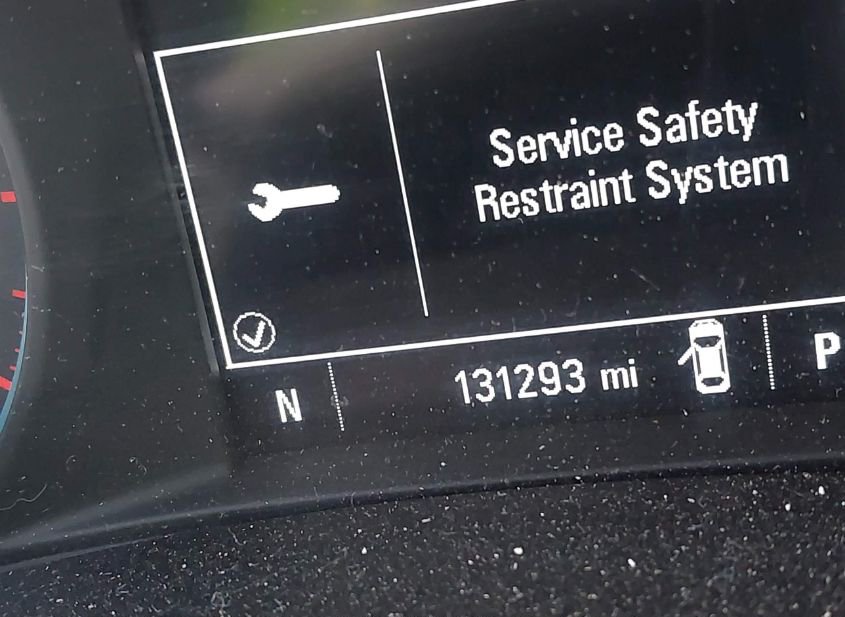 Service Safety
Restraint System
N 131293 mi P